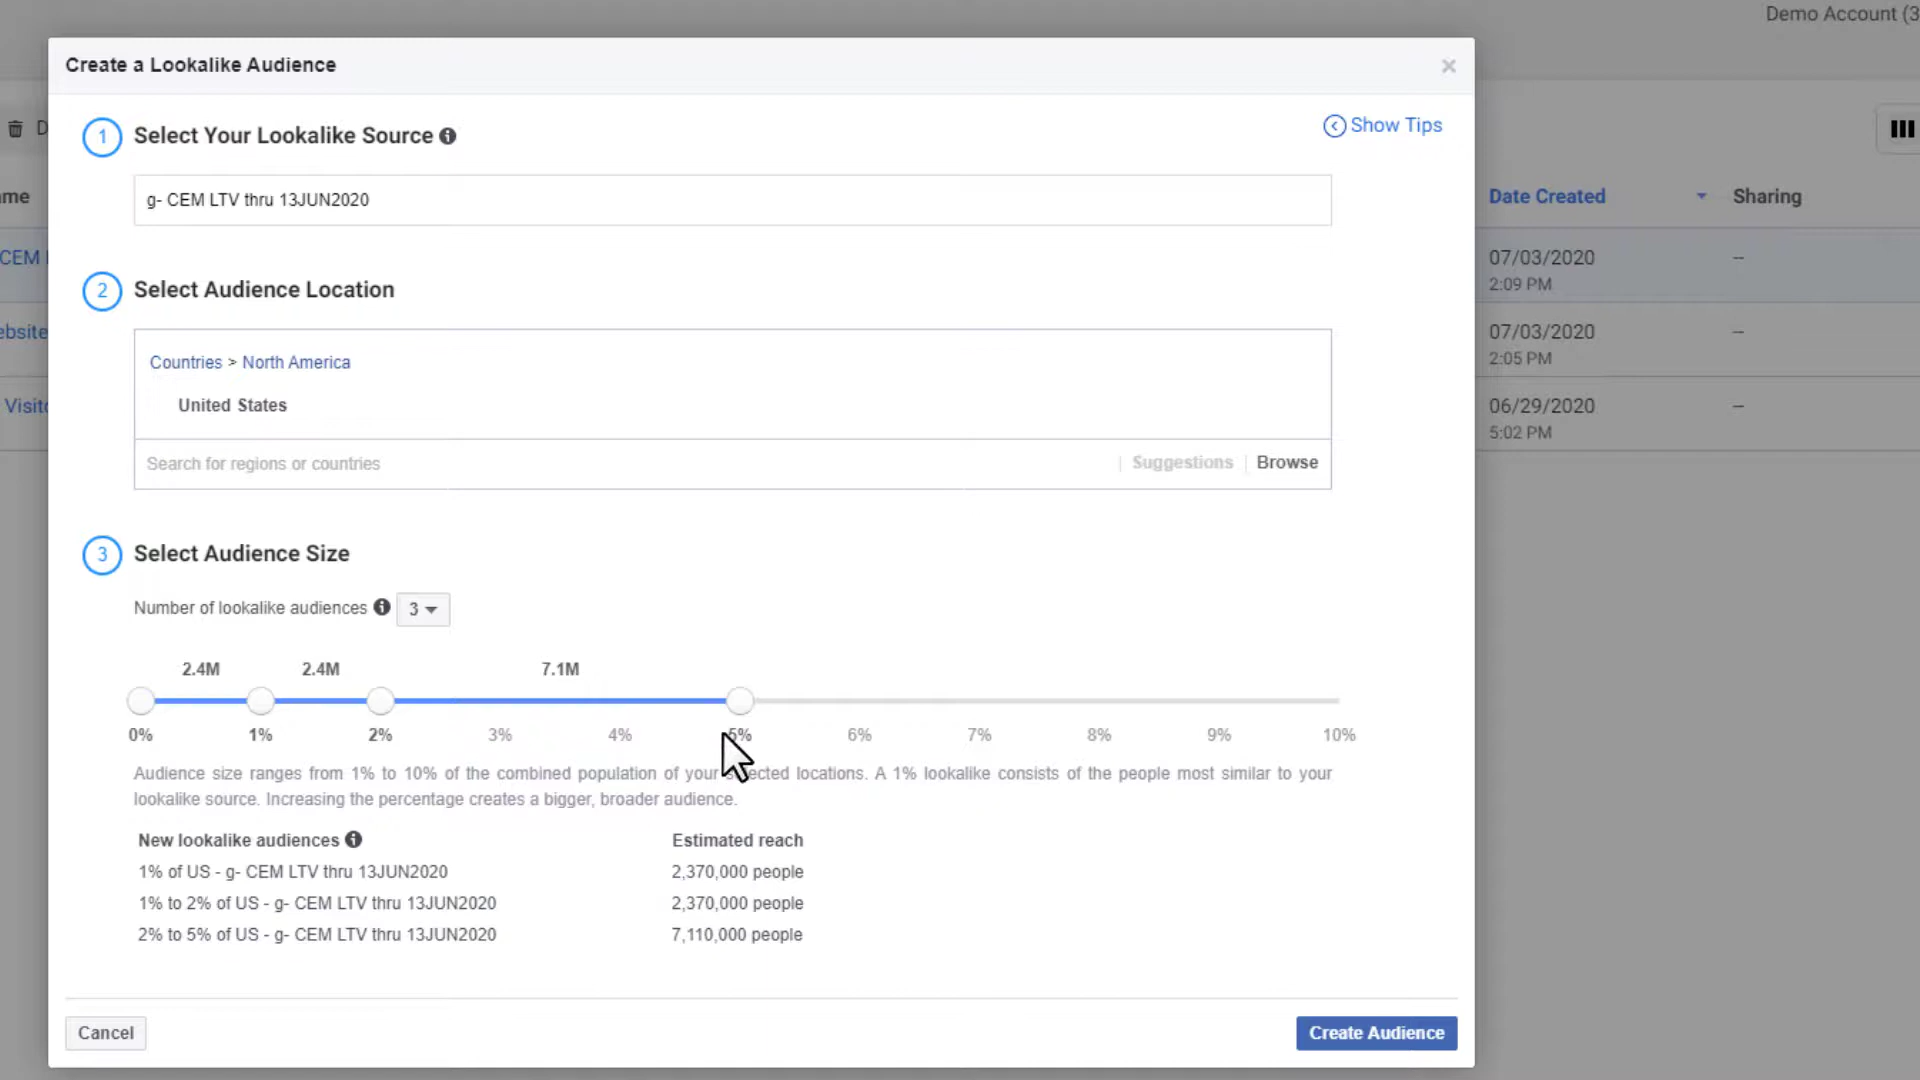 Demo Account (3
Create a Lookalike Audience
×
1 Select Your Lookalike Source
Show Tips
g- CEM LTV thru 13JUN2020
2 Select Audience Location
Countries > North America
United States
Search for regions or countries
Suggestions
Browse
3 Select Audience Size
Number of lookalike audiences 3
2.4M 2.4M 7.1M
0% 1% 2% 3% 4% 5% 6% 7% 8% 9% 10%
Audience size ranges from 1% to 10% of the combined population of your selected locations. A 1% lookalike consists of the people most similar to your
lookalike source. Increasing the percentage creates a bigger, broader audience.
New lookalike audiences Estimated reach
1% of US - g- CEM LTV thru 13JUN2020 2,370,000 people
1% to 2% of US - g- CEM LTV thru 13JUN2020 2,370,000 people
2% to 5% of US - g- CEM LTV thru 13JUN2020 7,110,000 people
Cancel
Create Audience
D
me
CEM
ebsite
Visito
Date Created Sharing
07/03/2020 --
2:09 PM
07/03/2020 --
2:05 PM
06/29/2020 --
5:02 PM